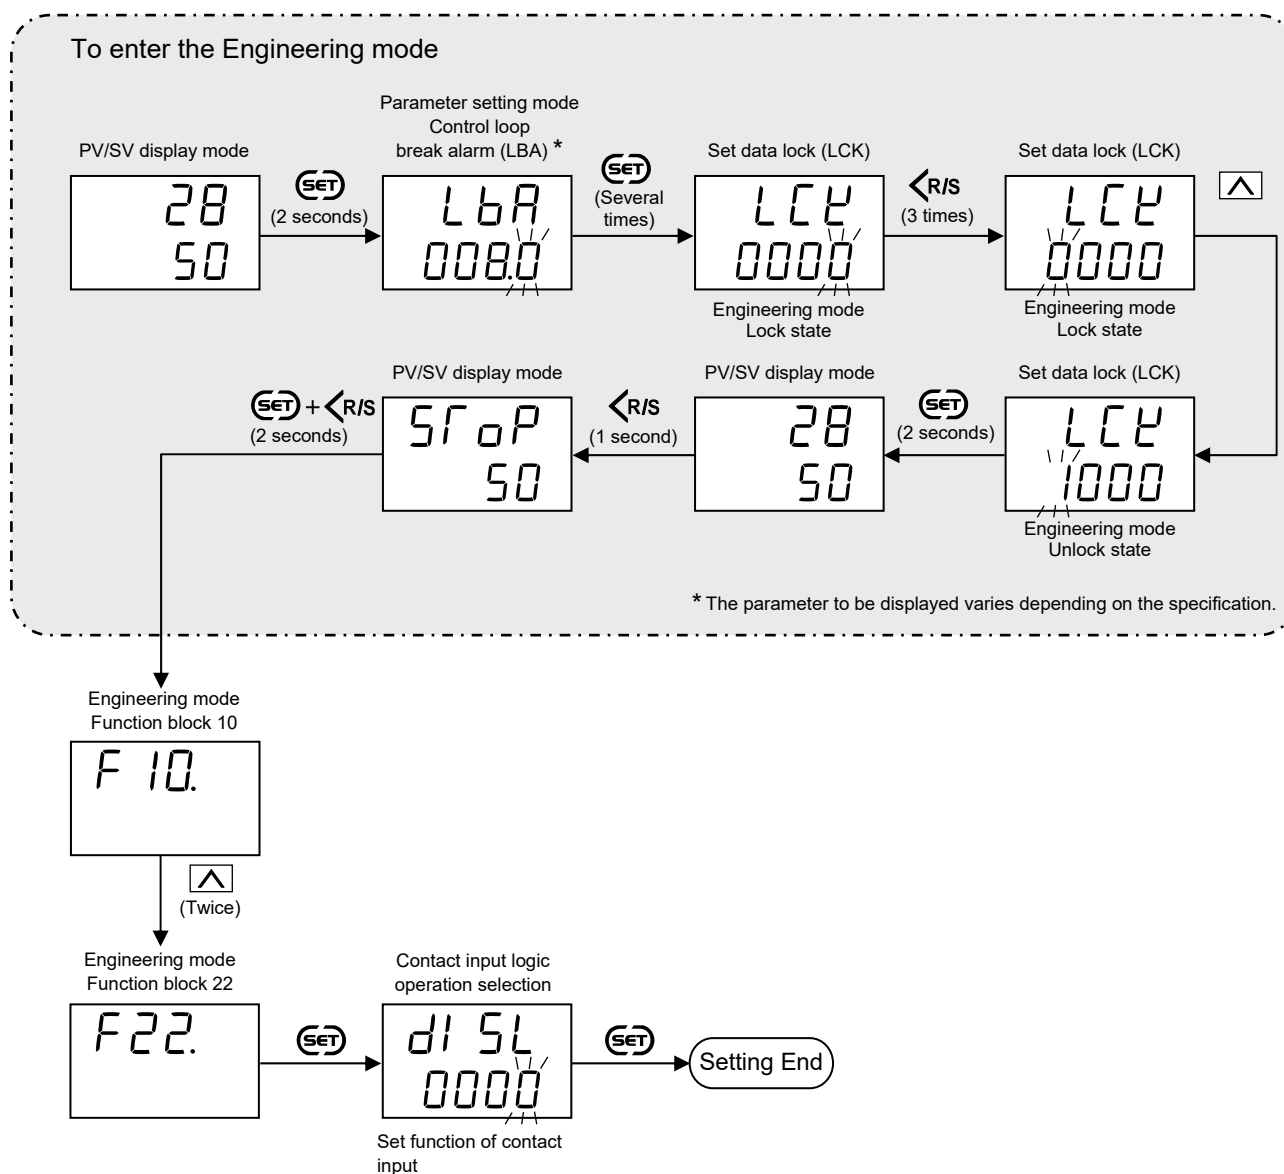 To enter the Engineering mode
PV/SV display mode
28
50
SET
(2 seconds)
Parameter setting mode
Control loop
break alarm (LBA) *
LbA
008.0
SET
(Several
times)
Set data lock (LCK)
LCK
0000
Engineering mode
Lock state
R/S
(3 times)
Set data lock (LCK)
LCK
0000
Engineering mode
Lock state
Set data lock (LCK)
LCK
1000
Engineering mode
Unlock state
SET
(2 seconds)
PV/SV display mode
28
50
R/S
(1 second)
PV/SV display mode
SToP
50
SET + R/S
(2 seconds)
* The parameter to be displayed varies depending on the specification.
Engineering mode
Function block 10
F10.
(Twice)
Engineering mode
Function block 22
F22.
SET
Contact input logic
operation selection
dISL
0000
Set function of contact
input
SET
Setting End